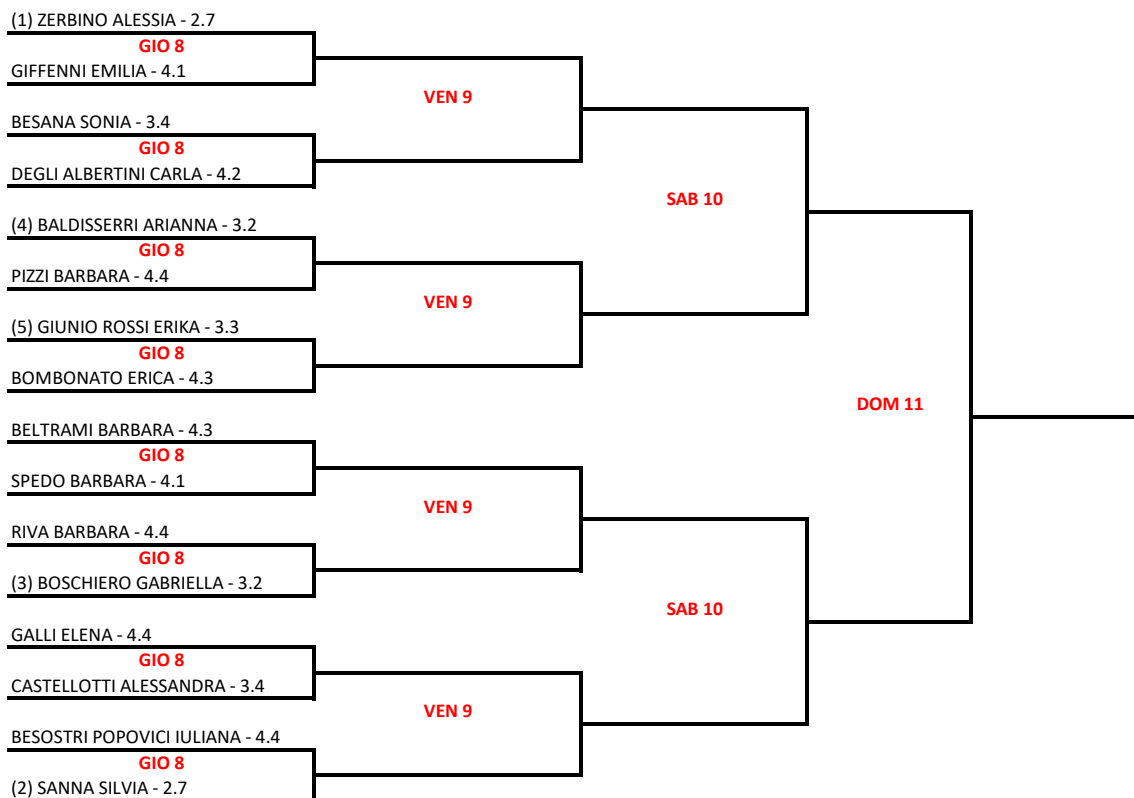 (1) ZERBINO ALESSIA - 2.7
GIO 8
GIFFENNI EMILIA - 4.1
VEN 9
BESANA SONIA - 3.4
GIO 8
DEGLI ALBERTINI CARLA - 4.2
SAB 10
(4) BALDISSERRI ARIANNA - 3.2
GIO 8
PIZZI BARBARA - 4.4
VEN 9
(5) GIUNIO ROSSI ERIKA - 3.3
GIO 8
BOMBONATO ERICA - 4.3
DOM 11
BELTRAMI BARBARA - 4.3
GIO 8
SPEDO BARBARA - 4.1
VEN 9
RIVA BARBARA - 4.4
GIO 8
(3) BOSCHIERO GABRIELLA - 3.2
SAB 10
GALLI ELENA - 4.4
GIO 8
CASTELLOTTI ALESSANDRA - 3.4
VEN 9
BESOSTRI POPOVICI IULIANA - 4.4
GIO 8
(2) SANNA SILVIA - 2.7